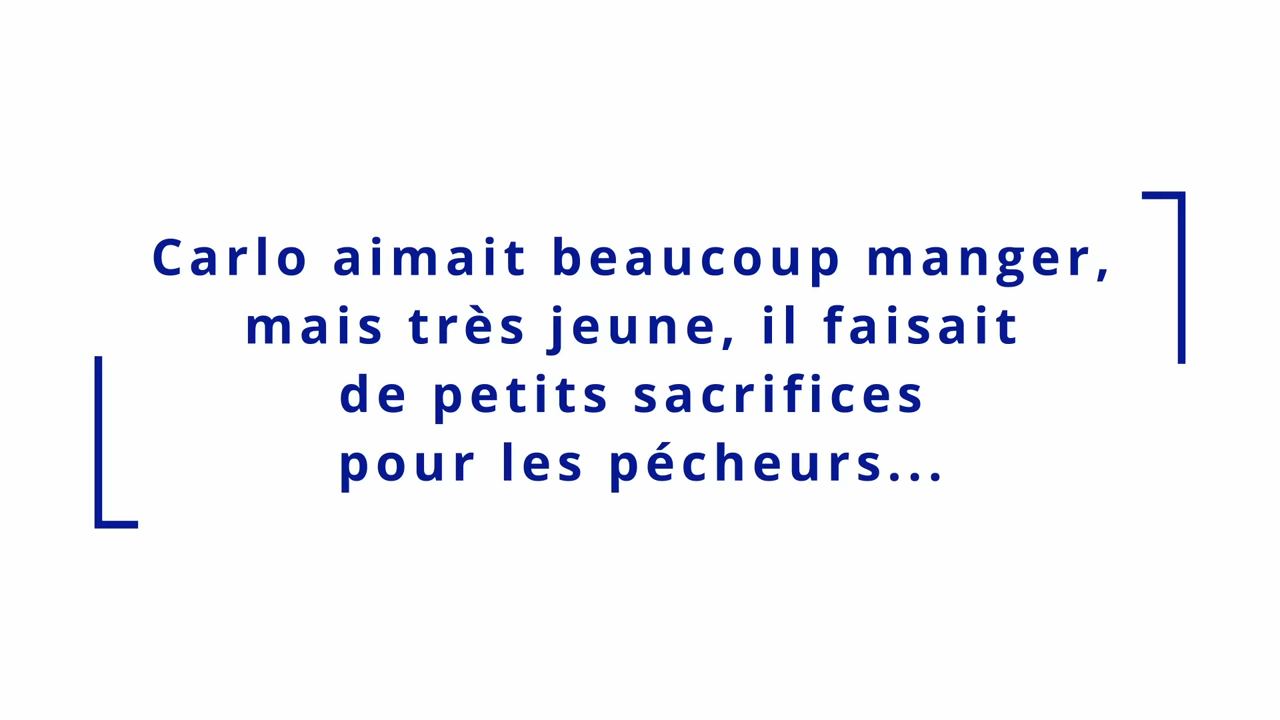 Carlo aimait beaucoup manger,
mais très jeune, il faisait
de petits sacrifices
pour les pécheurs...